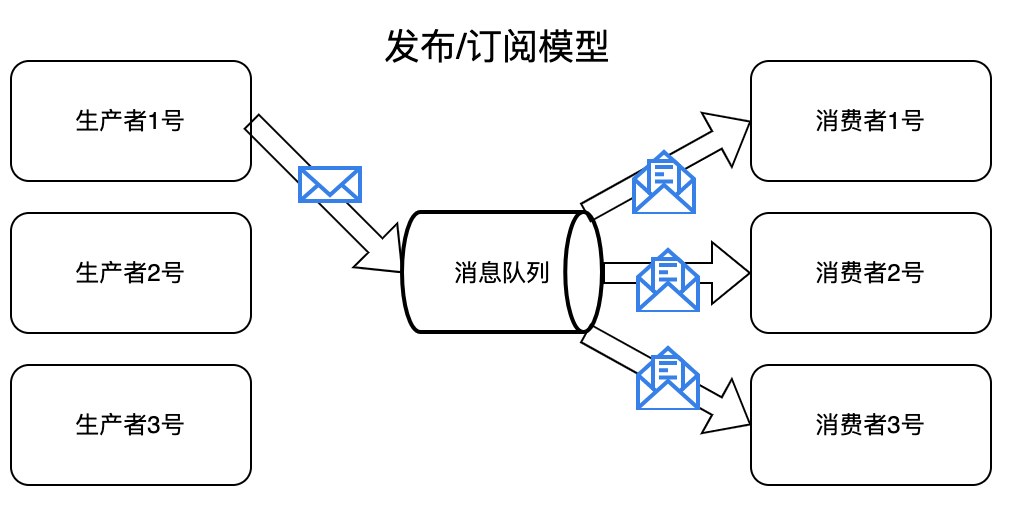 发布/订阅模型
生产者1号
消费者1号
生产者2号
消息队列
消费者2号
生产者3号
消费者3号